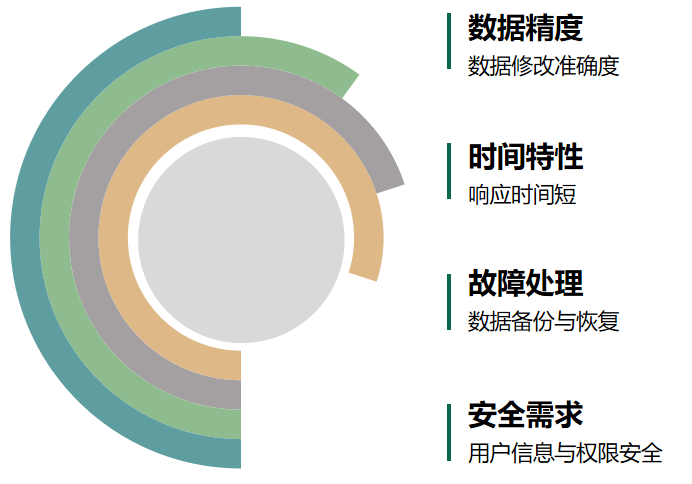 数据精度
数据修改准确度
时间特性
响应时间短
故障处理
数据备份与恢复
安全需求
用户信息与权限安全